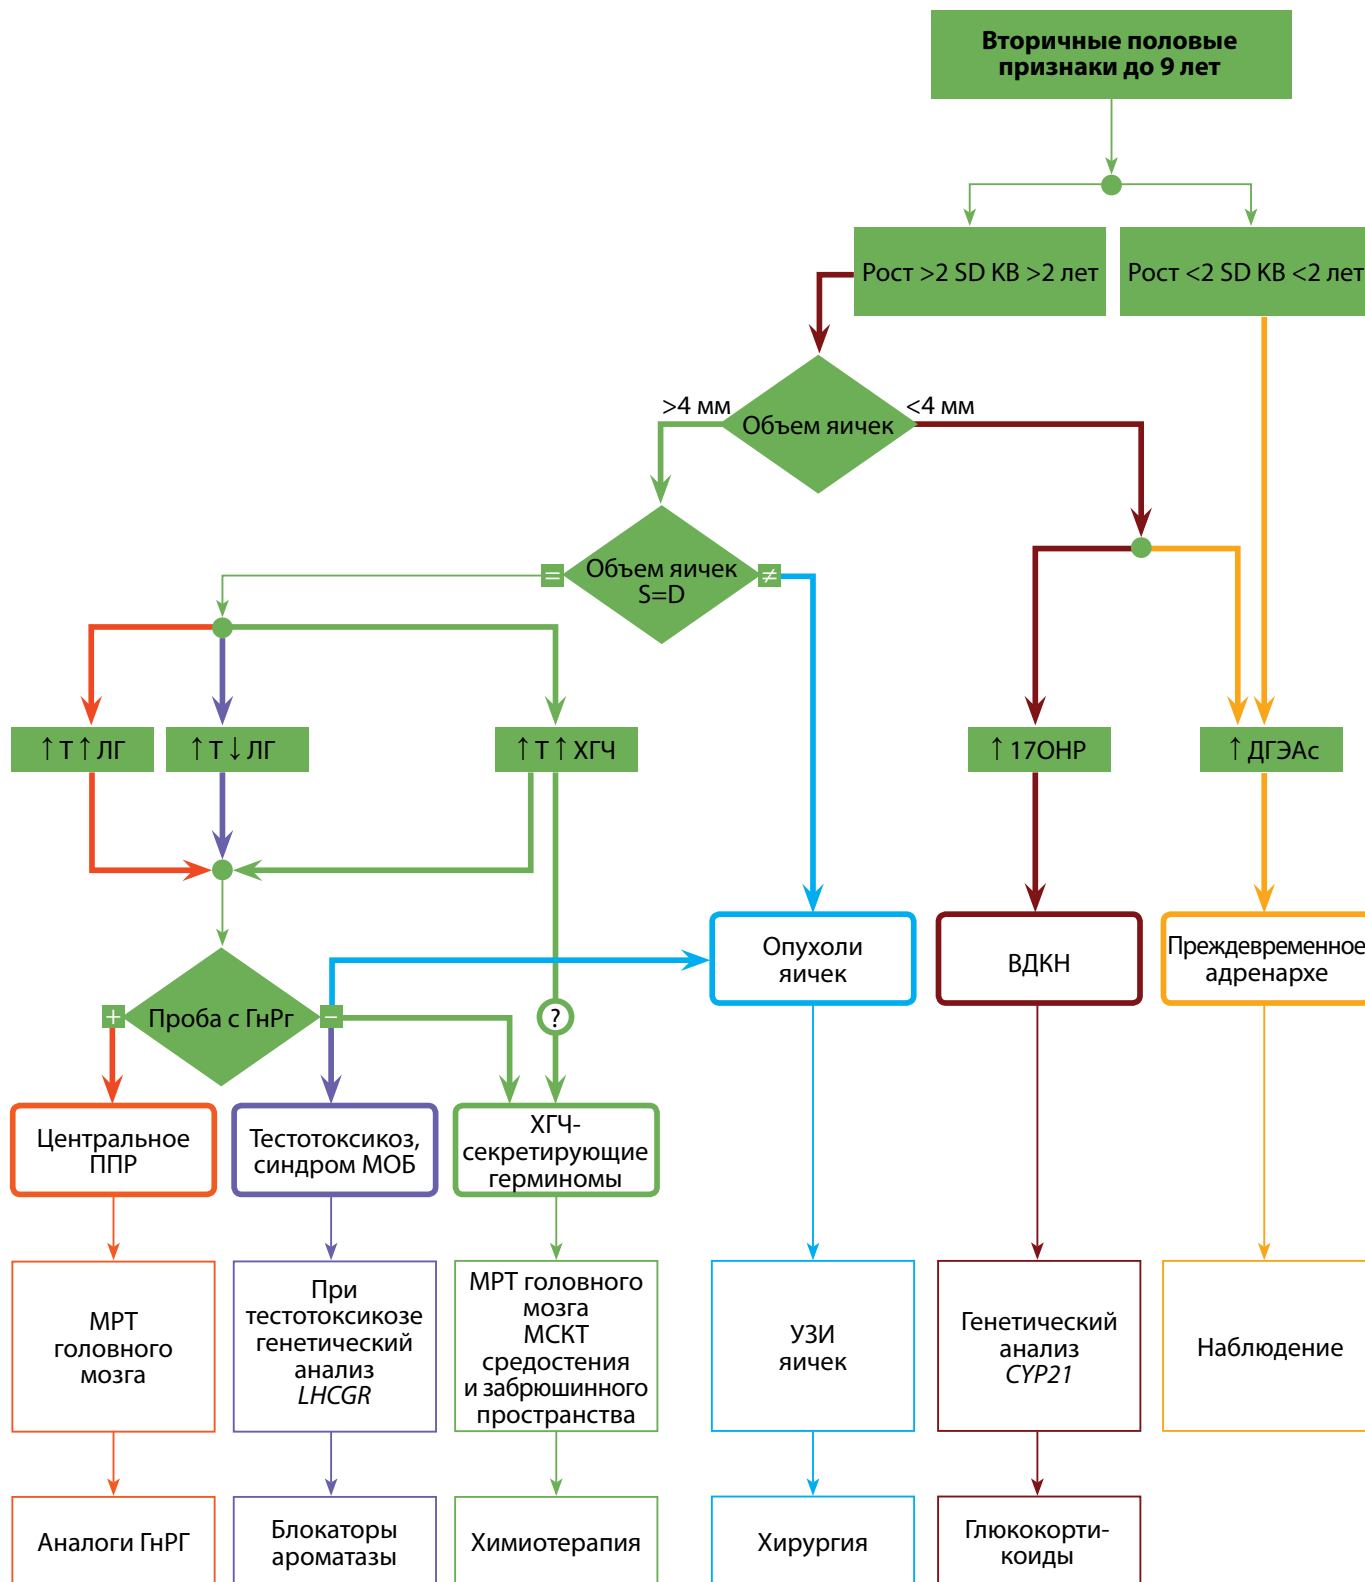 Вторичные половые
признаки до 9 лет
Рост >2 SD КВ >2 лет
Рост <2 SD КВ <2 лет
>4 мм
<4 мм
Объем яичек
=
Объем яичек
S=D
≠
↑Т↑ЛГ
↑Т↓ЛГ
↑Т↑ХГЧ
↑17ОНР
↑ДГЭАс
Опухоли
яичек
ВДКН
Преждевременное
адренархе
+
Проба с ГнРг
−
?
Центральное
ППР
Тестотоксикоз,
синдром МОБ
ХГЧ-
секретирующие
герминомы
МРТ
головного
мозга
При
тестотоксикозе
генетический
анализ
LHCGR
МРТ головного
мозга
МСКТ
средостения
и забрюшинного
пространства
УЗИ
яичек
Генетический
анализ
CYP21
Наблюдение
Аналоги ГнРГ
Блокаторы
ароматазы
Химиотерапия
Хирургия
Глюкокорти-
коиды